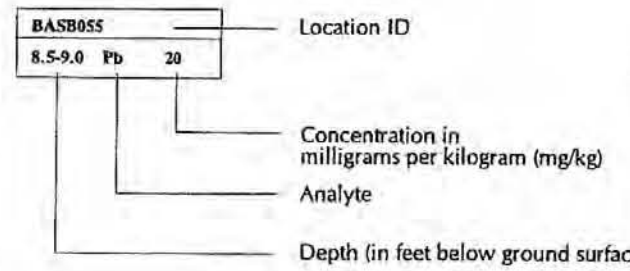 BASB055
Location ID
8.5-9.0 Pb 20
Concentration in
milligrams per kilogram (mg/kg)
Analyte
Depth (in feet below ground surfac